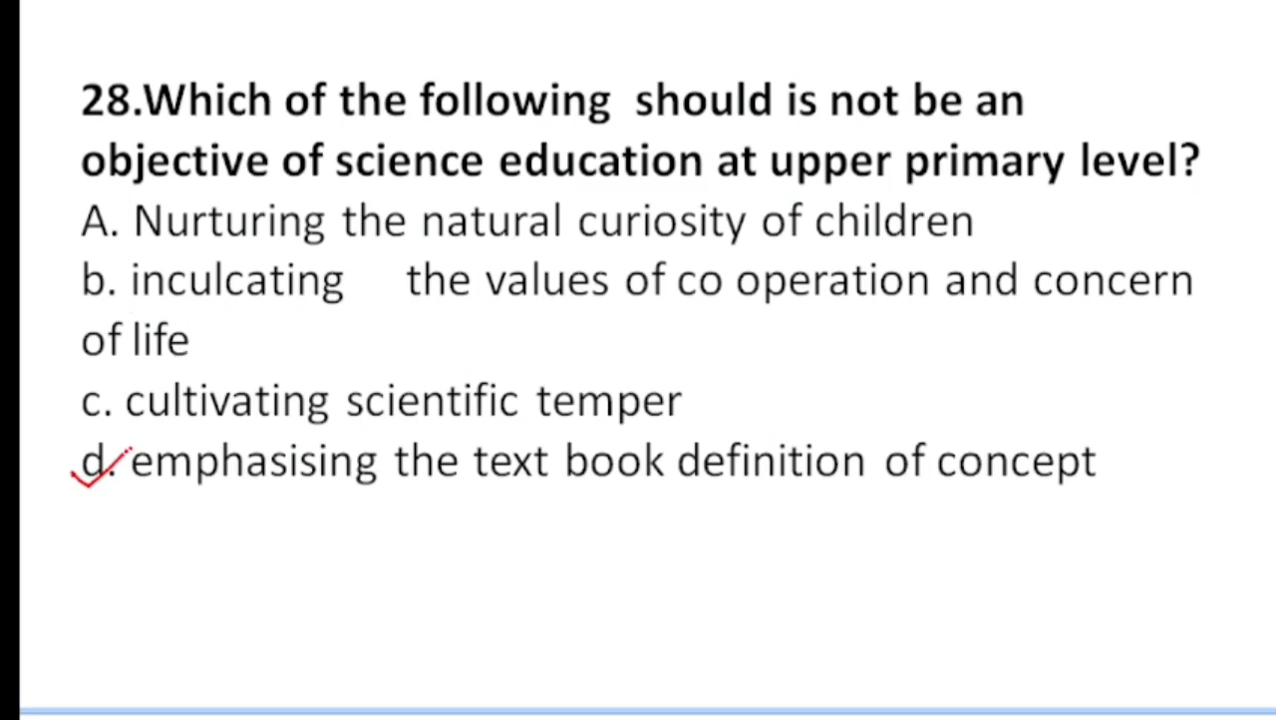 28.Which of the following should is not be an
objective of science education at upper primary level?
A. Nurturing the natural curiosity of children
b. inculcating the values of co operation and concern
of life
c. cultivating scientific temper
d. emphasising the text book definition of concept